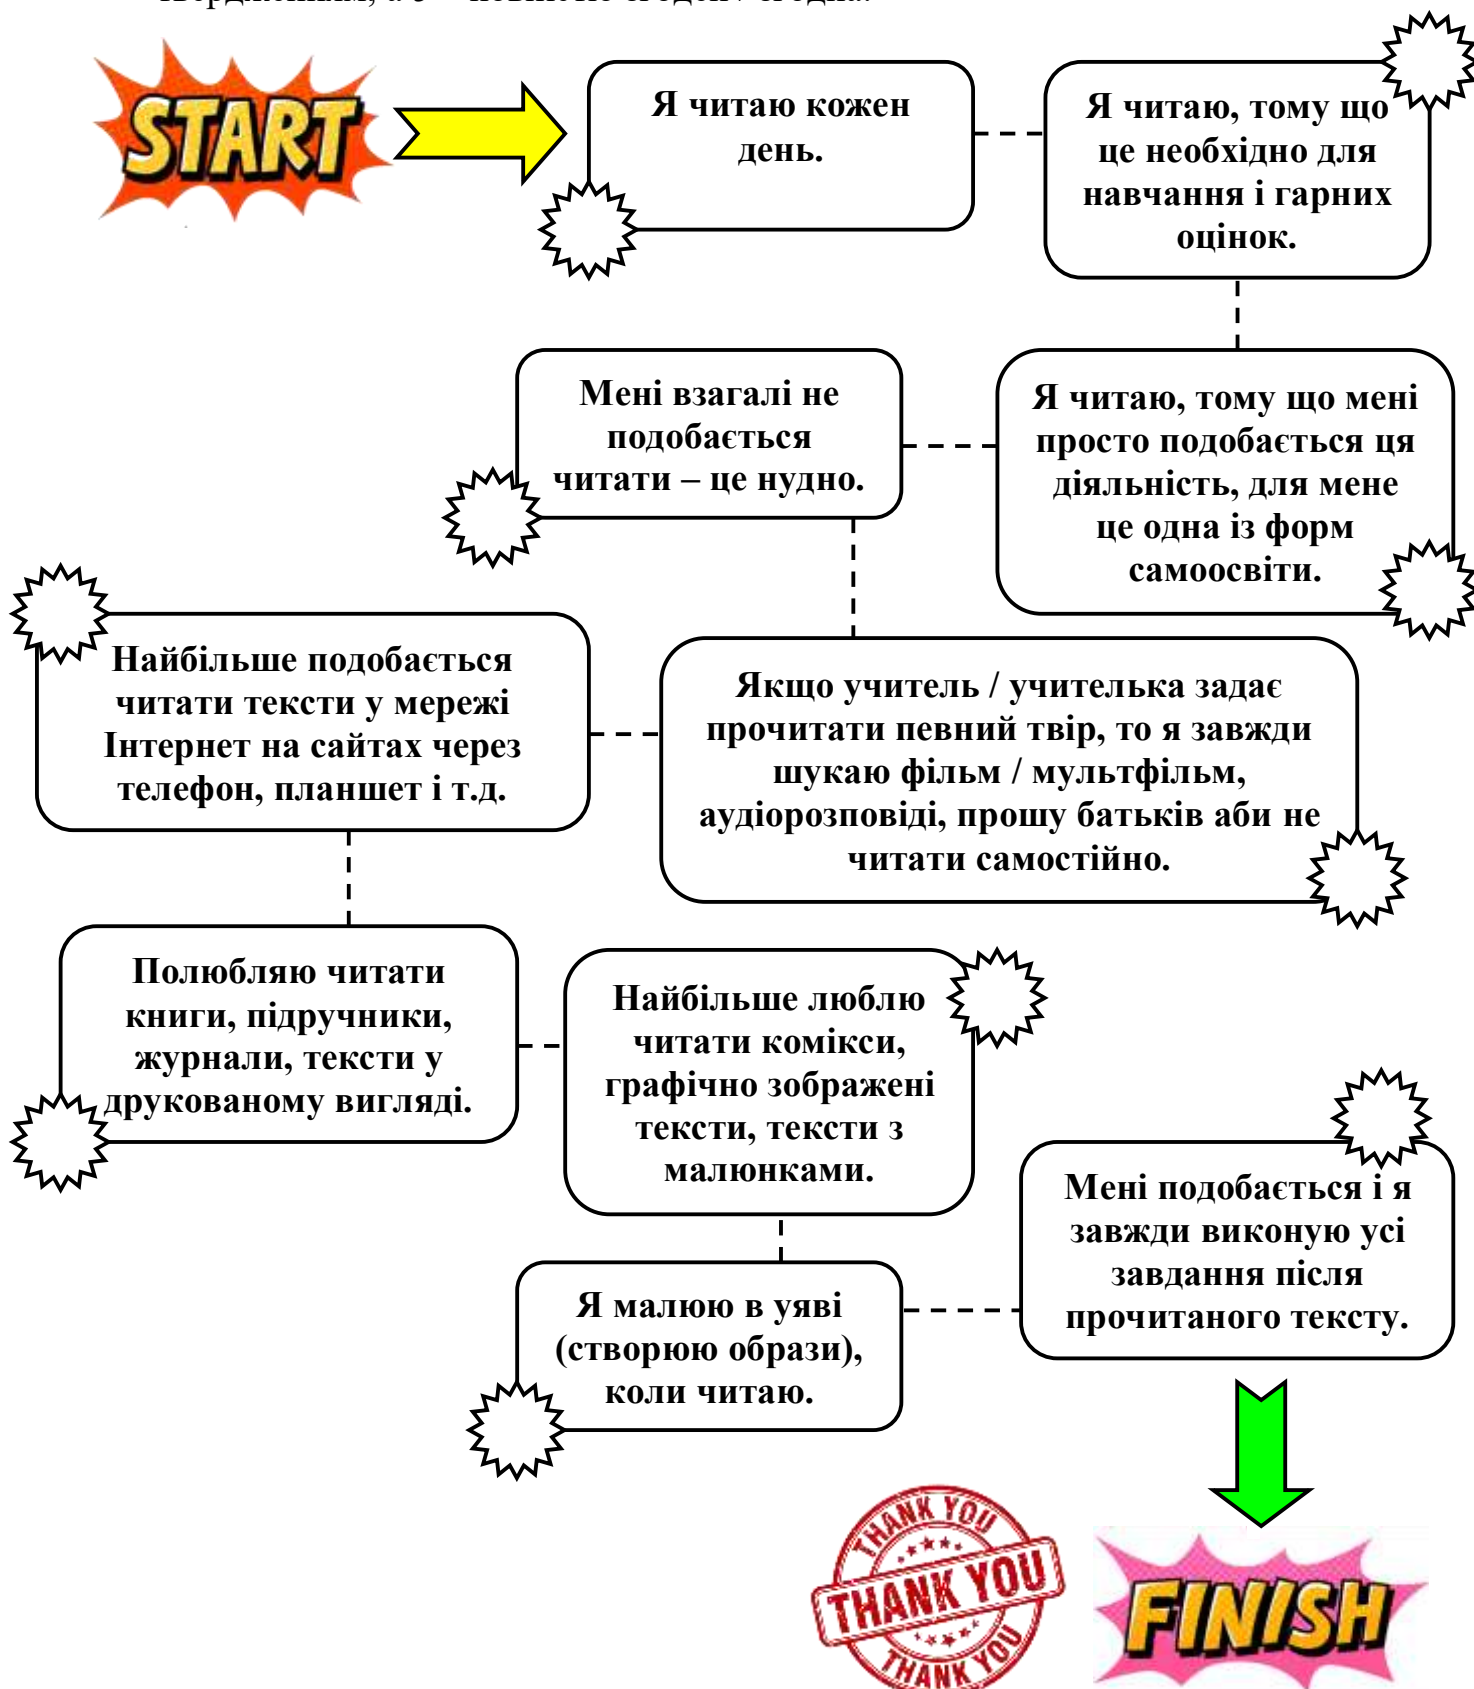 твердженням, а 5 – повністю згоден / згодна.
START
Я читаю кожен
день.
Я читаю, тому що
це необхідно для
навчання і гарних
оцінок.
Я читаю, тому що мені
просто подобається ця
діяльність, для мене
це одна із форм
самоосвіти.
Мені взагалі не
подобається
читати – це нудно.
Якщо учитель / учителька задає
прочитати певний твір, то я завжди
шукаю фільм / мультфільм,
аудіорозповіді, прошу батьків аби не
читати самостійно.
Найбільше подобається
читати тексти у мережі
Інтернет на сайтах через
телефон, планшет і т.д.
Полюбляю читати
книги, підручники,
журнали, тексти у
друкованому вигляді.
Найбільше люблю
читати комікси,
графічно зображені
тексти, тексти з
малюнками.
Я малюю в уяві
(створюю образи),
коли читаю.
Мені подобається і я
завжди виконую усі
завдання після
прочитаного тексту.
THANK YOU
THANK YOU
THANK YOU
FINISH